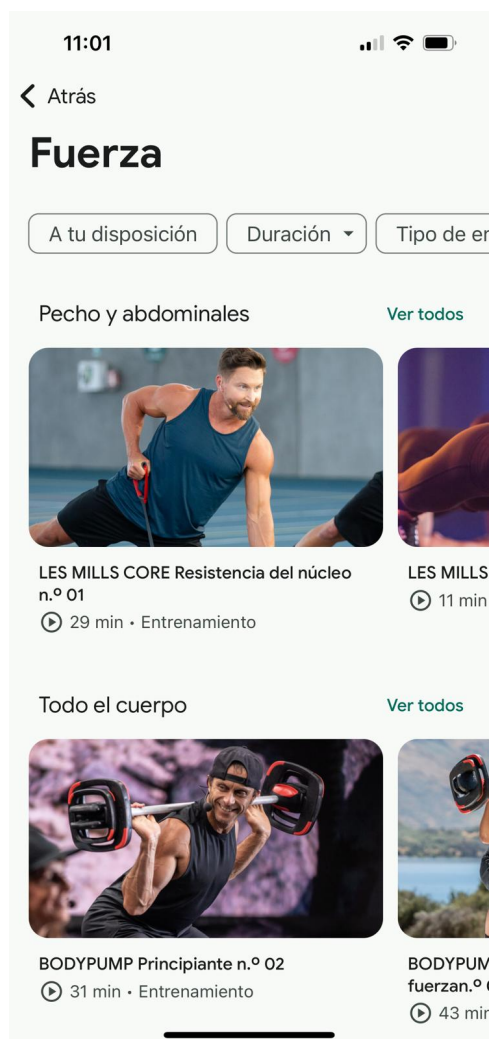 11:01
Atrás
Fuerza
A tu disposición
Duración
Tipo de
Pecho y abdominales
Ver todos
LES MILLS CORE Resistencia del núcleo
n.º 01
29 min • Entrenamiento
LES MILLS
11 min
Todo el cuerpo
Ver todos
BODYPUMP Principiante n.º 02
31 min • Entrenamiento
BODYPUM
fuerzan.º
43 min